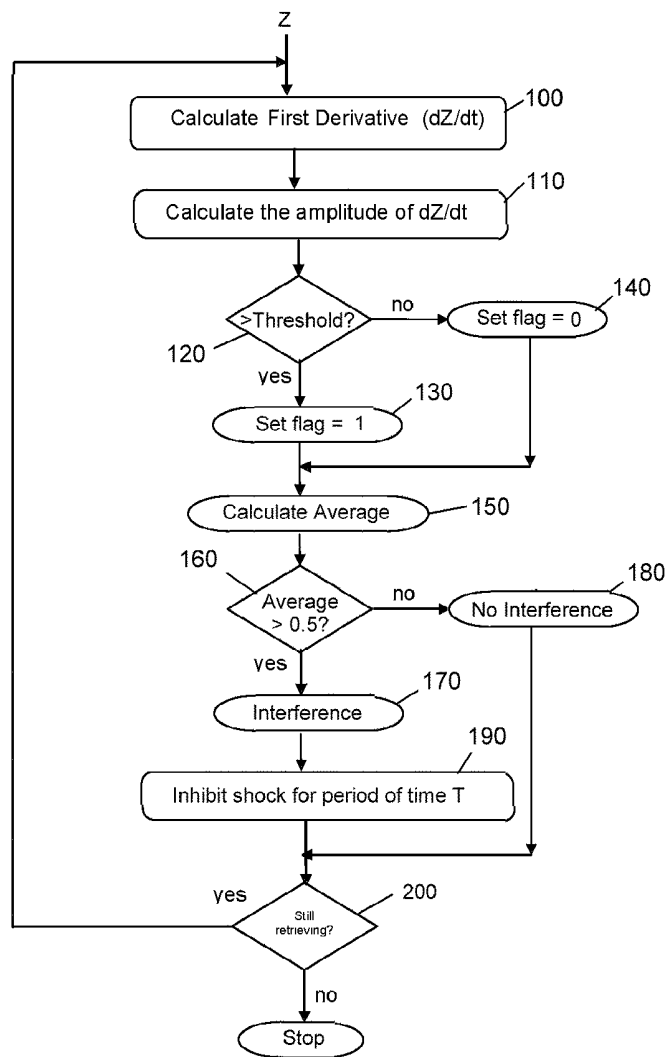 Z
Calculate First Derivative (dZ/dt)
100
Calculate the amplitude of dZ/dt
110
>Threshold?
120
no
Set flag = 0
140
yes
Set flag = 1
130
Calculate Average
150
160
Average
> 0.5?
no
No Interference
180
yes
Interference
170
Inhibit shock for period of time T
190
yes
Still
retrieving?
200
no
Stop